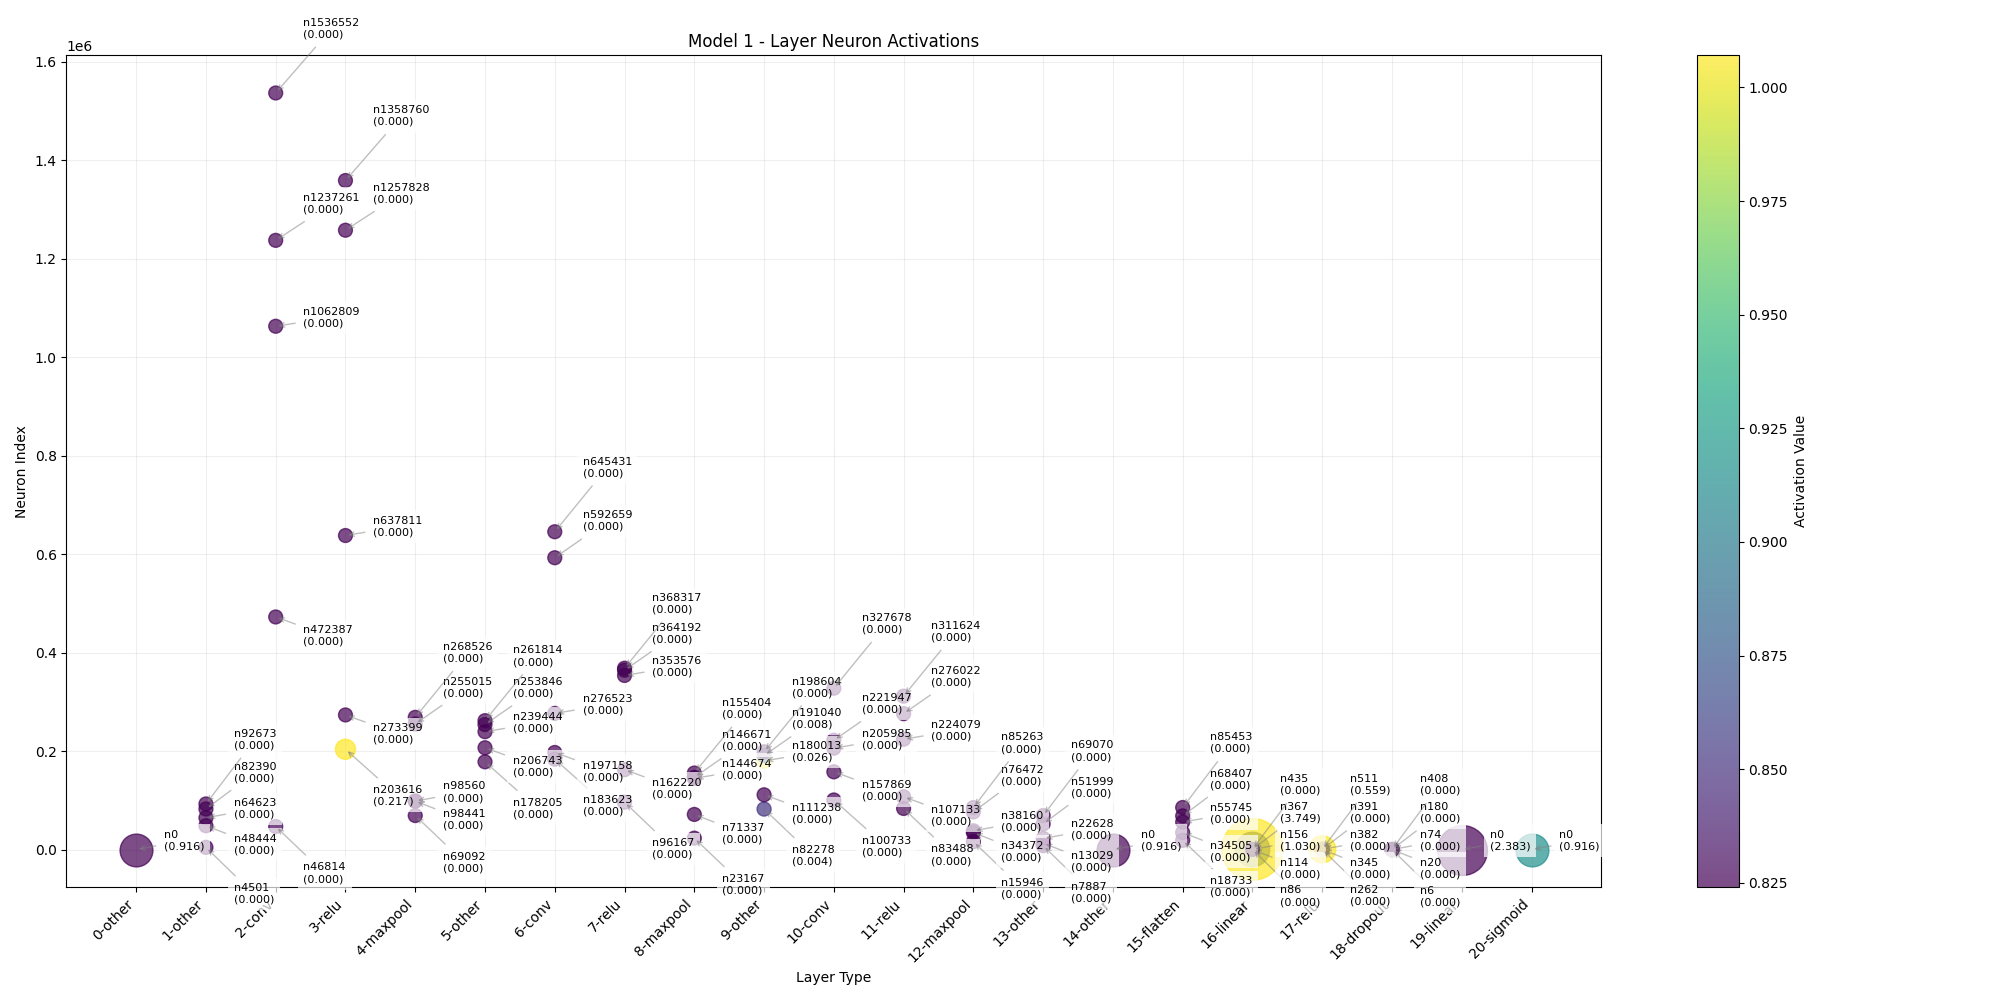 Model 1 - Layer Neuron Activations
1e6
1.6
1.4
1.2
1.0
0.8
0.6
0.4
0.2
0.0
Neuron Index
n0
(0.916)
n92673
(0.000)
n82390
(0.000)
n64623
(0.000)
n48444
(0.000)
n4501
(0.000)
n1536552
(0.000)
n1237261
(0.000)
n1062809
(0.000)
n472387
(0.000)
n46814
(0.000)
n1358760
(0.000)
n1257828
(0.000)
n637811
(0.000)
n273399
(0.000)
n203616
(0.217)
n268526
(0.000)
n255015
(0.000)
n98560
(0.000)
n98441
(0.000)
n69092
(0.000)
n261814
(0.000)
n253846
(0.000)
n239444
(0.000)
n206743
(0.000)
n178205
(0.000)
n645431
(0.000)
n592659
(0.000)
n276523
(0.000)
n197158
(0.000)
n183623
(0.000)
n368317
(0.000)
n364192
(0.000)
n353576
(0.000)
n162220
(0.000)
n96167
(0.000)
n155404
(0.000)
n146671
(0.000)
n144674
(0.000)
n71337
(0.000)
n23167
(0.000)
n198604
(0.000)
n191040
(0.008)
n180013
(0.026)
n111238
(0.000)
n82278
(0.004)
n327678
(0.000)
n221947
(0.000)
n205985
(0.000)
n157869
(0.000)
n100733
(0.000)
n311624
(0.000)
n276022
(0.000)
n224079
(0.000)
n107133
(0.000)
n83488
(0.000)
n85263
(0.000)
n76472
(0.000)
n38160
(0.000)
n34372
(0.000)
n15946
(0.000)
n69070
(0.000)
n51999
(0.000)
n22628
(0.000)
n13029
(0.000)
n7887
(0.000)
n0
(0.916)
n85453
(0.000)
n68407
(0.000)
n55745
(0.000)
n34505
(0.000)
n18733
(0.000)
n435
(0.000)
n367
(3.749)
n156
(1.030)
n114
(0.000)
n86
(0.000)
n511
(0.559)
n391
(0.000)
n382
(0.000)
n345
(0.000)
n262
(0.000)
n408
(0.000)
n180
(0.000)
n74
(0.000)
n20
(0.000)
n6
(0.000)
n0
(2.383)
n0
(0.916)
0-other
1-other
2-conv
3-relu
4-maxpool
5-other
6-conv
7-relu
8-maxpool
9-other
10-conv
11-relu
12-maxpool
13-other
14-other
15-flatten
16-linear
17-relu
18-dropout
19-linear
20-sigmoid
Layer Type
1.000
0.975
0.950
0.925
0.900
0.875
0.850
0.825
Activation Value